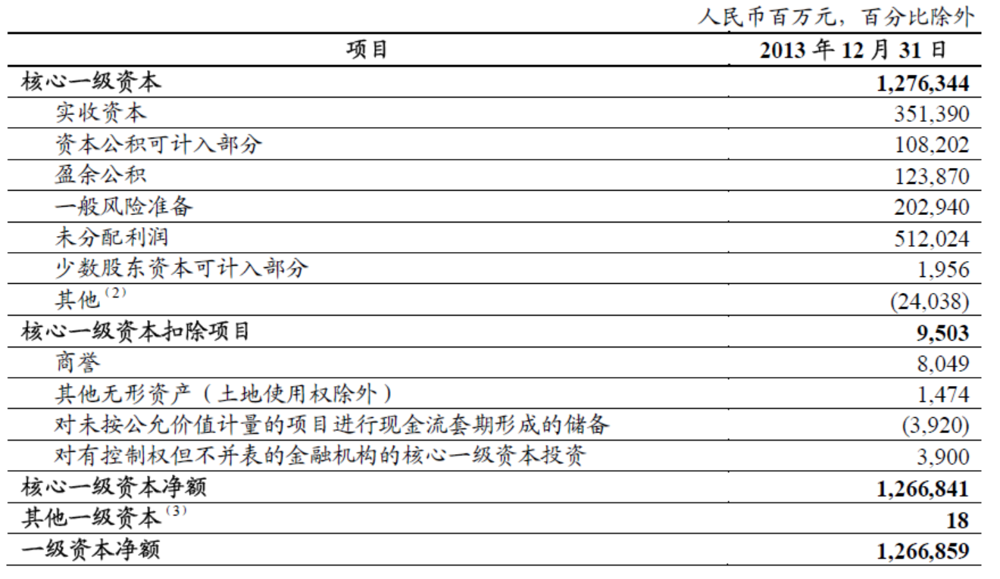 人民币百万元，百分比除外
项目 2013 年 12 月 31 日
核心一级资本 1,276,344
实收资本 351,390
资本公积可计入部分 108,202
盈余公积 123,870
一般风险准备 202,940
未分配利润 512,024
少数股东资本可计入部分 1,956
其他（2） (24,038)
核心一级资本扣除项目 9,503
商誉 8,049
其他无形资产（土地使用权除外） 1,474
对未按公允价值计量的项目进行现金流套期形成的储备 (3,920)
对有控制权但不并表的金融机构的核心一级资本投资 3,900
核心一级资本净额 1,266,841
其他一级资本（3） 18
一级资本净额 1,266,859